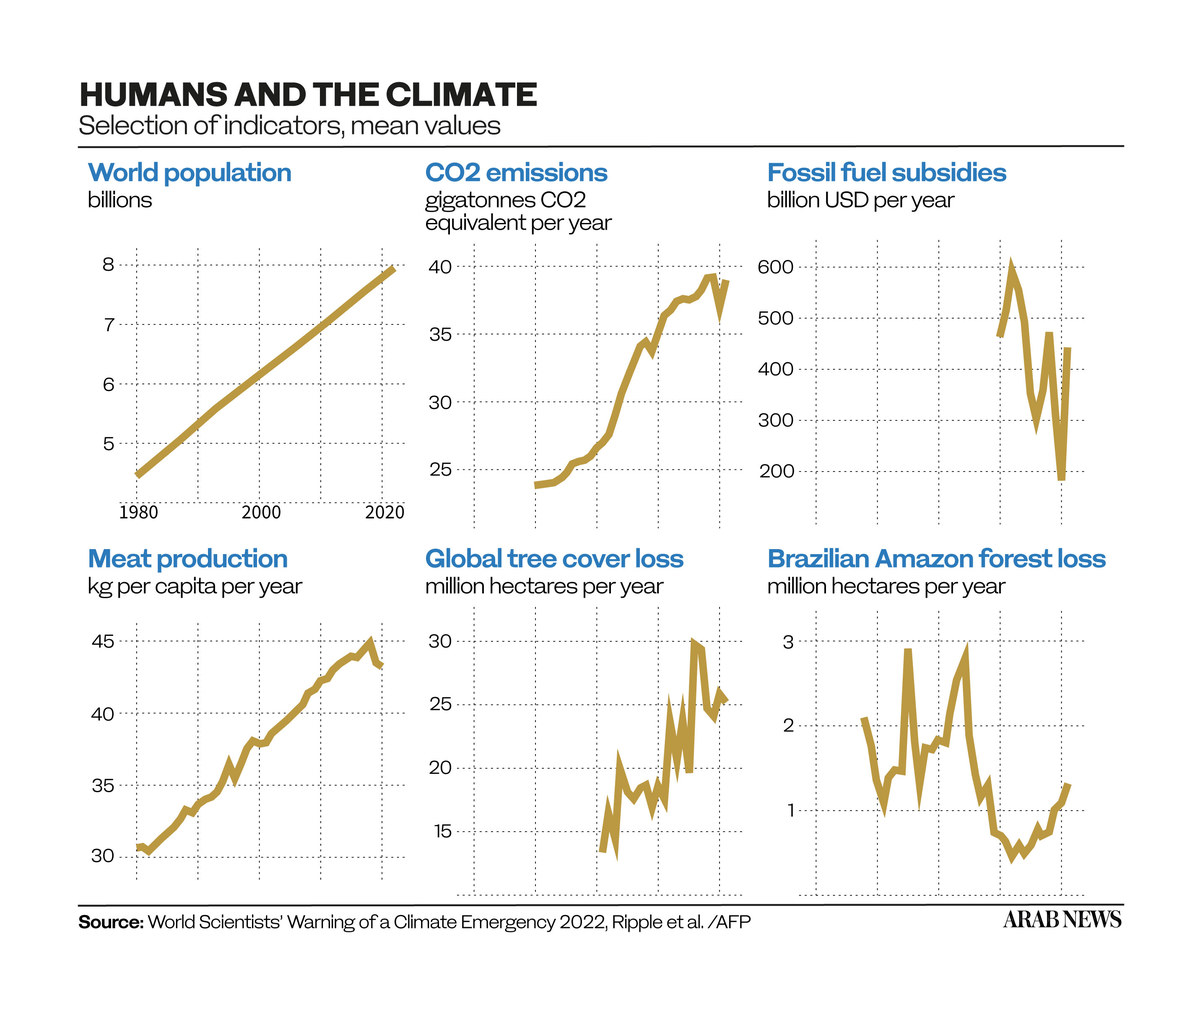 HUMANS AND THE CLIMATE
Selection of indicators, mean values
World population
billions
8
7
6
5
1980 2000 2020
CO2 emissions
gigatonnes CO2
equivalent per year
40
35
30
25
Fossil fuel subsidies
billion USD per year
600
500
400
300
200
Meat production
kg per capita per year
45
40
35
30
Global tree cover loss
million hectares per year
30
25
20
15
Brazilian Amazon forest loss
million hectares per year
3
2
1
Source: World Scientists' Warning of a Climate Emergency 2022, Ripple et al. /AFP
ARAB NEWS